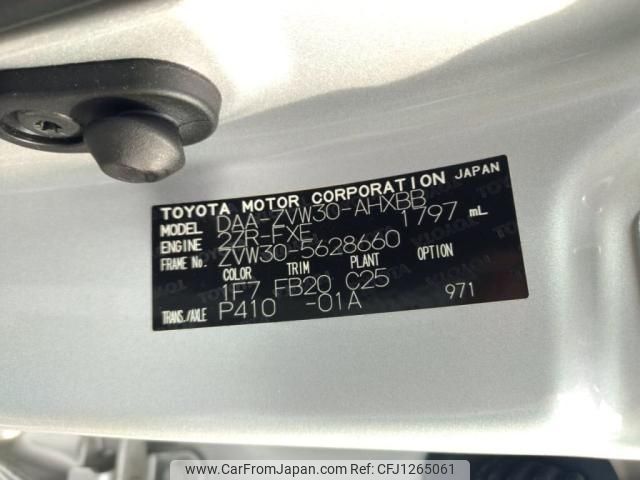 TOYOTA MOTOR CORPORATION JAPAN
MODEL DAA-ZVW30-AHXBB
ENGINE 2ZR-FXE 1797 mL
FRAME No. ZVW30-5628660
COLOR TRIM PLANT OPTION
1F7 FB20 C25
TRANS./AXLE P410 -01A 971
www.CarFromJapan.com - CFJ1265061